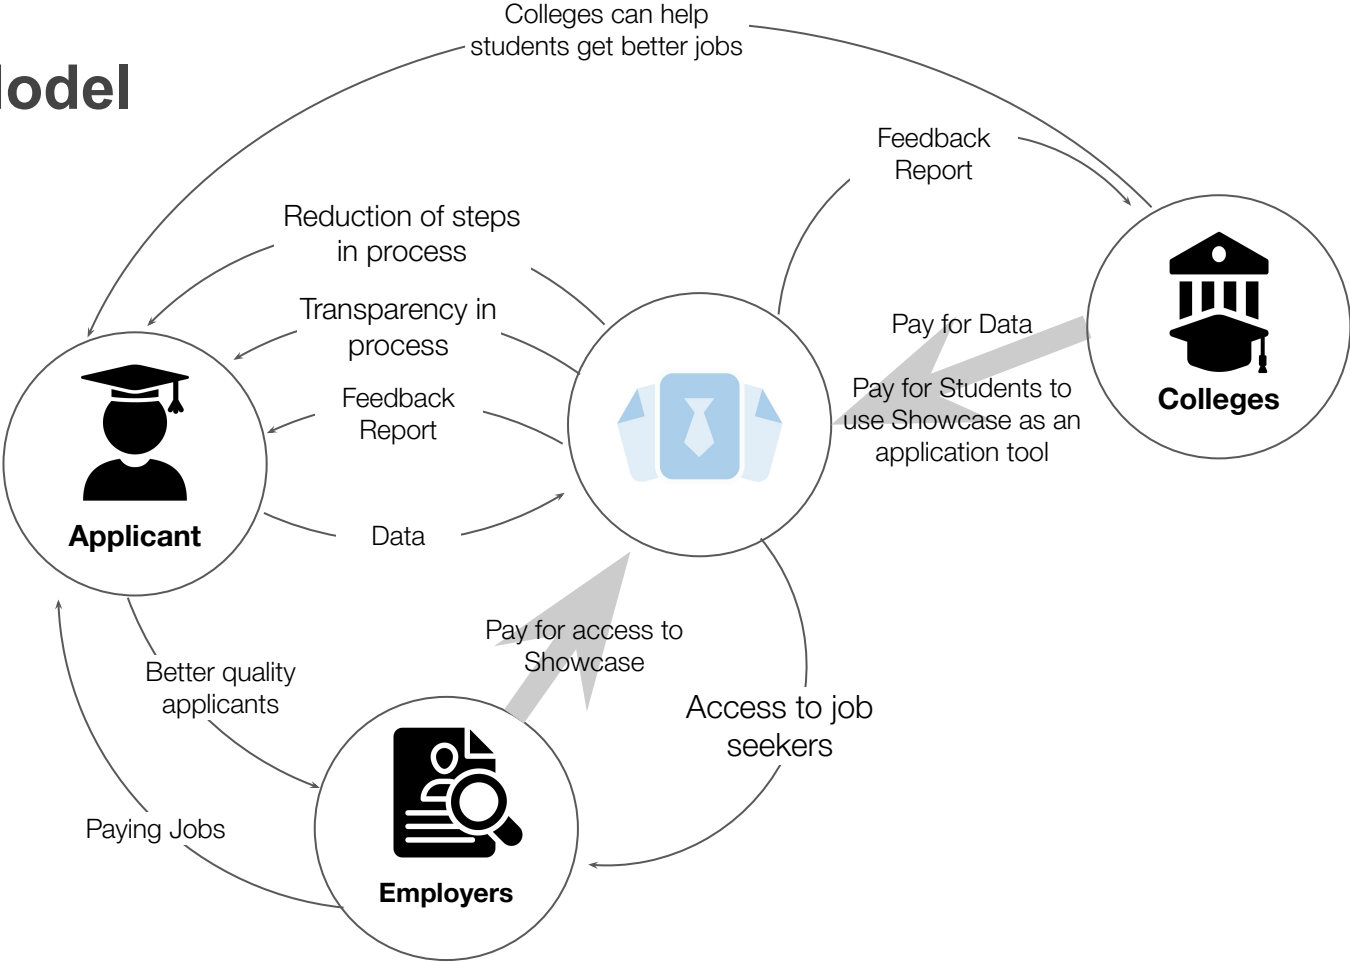 Colleges can help
students get better jobs
Feedback
Report
Reduction of steps
in process
Transparency in
process
Feedback
Report
Data
Pay for Data
Pay for Students to
use Showcase as an
application tool
Colleges
Applicant
Pay for access to
Showcase
Better quality
applicants
Access to job
seekers
Paying Jobs
Employers